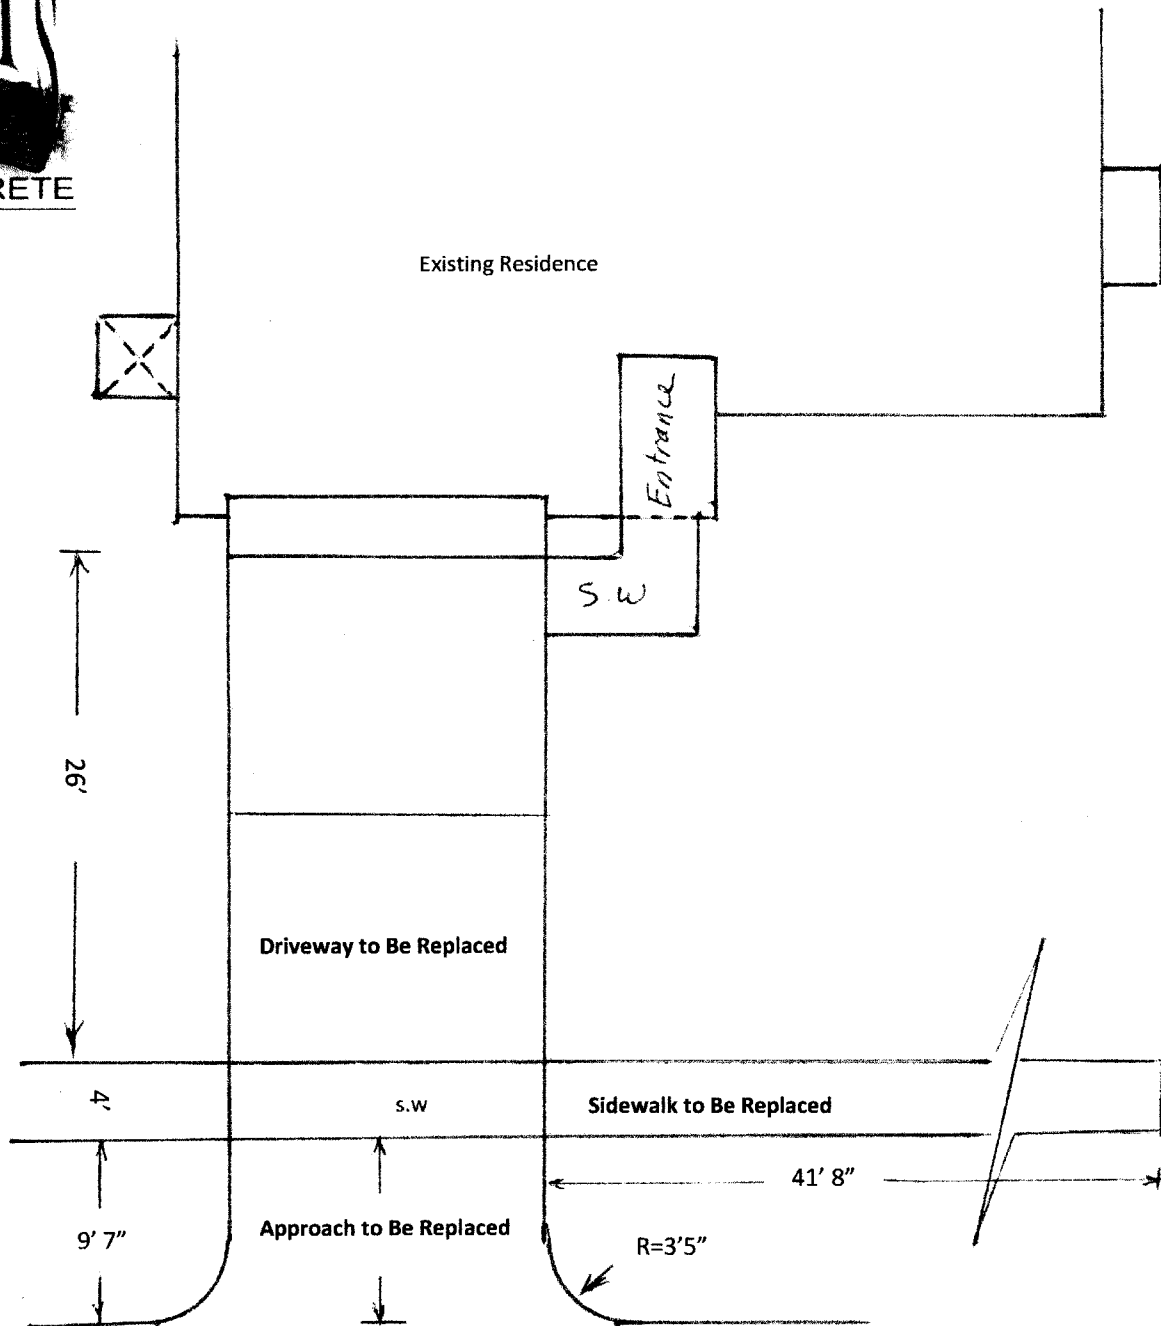 RETE
Existing Residence
Entrance
S.W
26'
Driveway to Be Replaced
4'
s.w
Sidewalk to Be Replaced
41' 8"
Approach to Be Replaced
9' 7"
R=3'5"